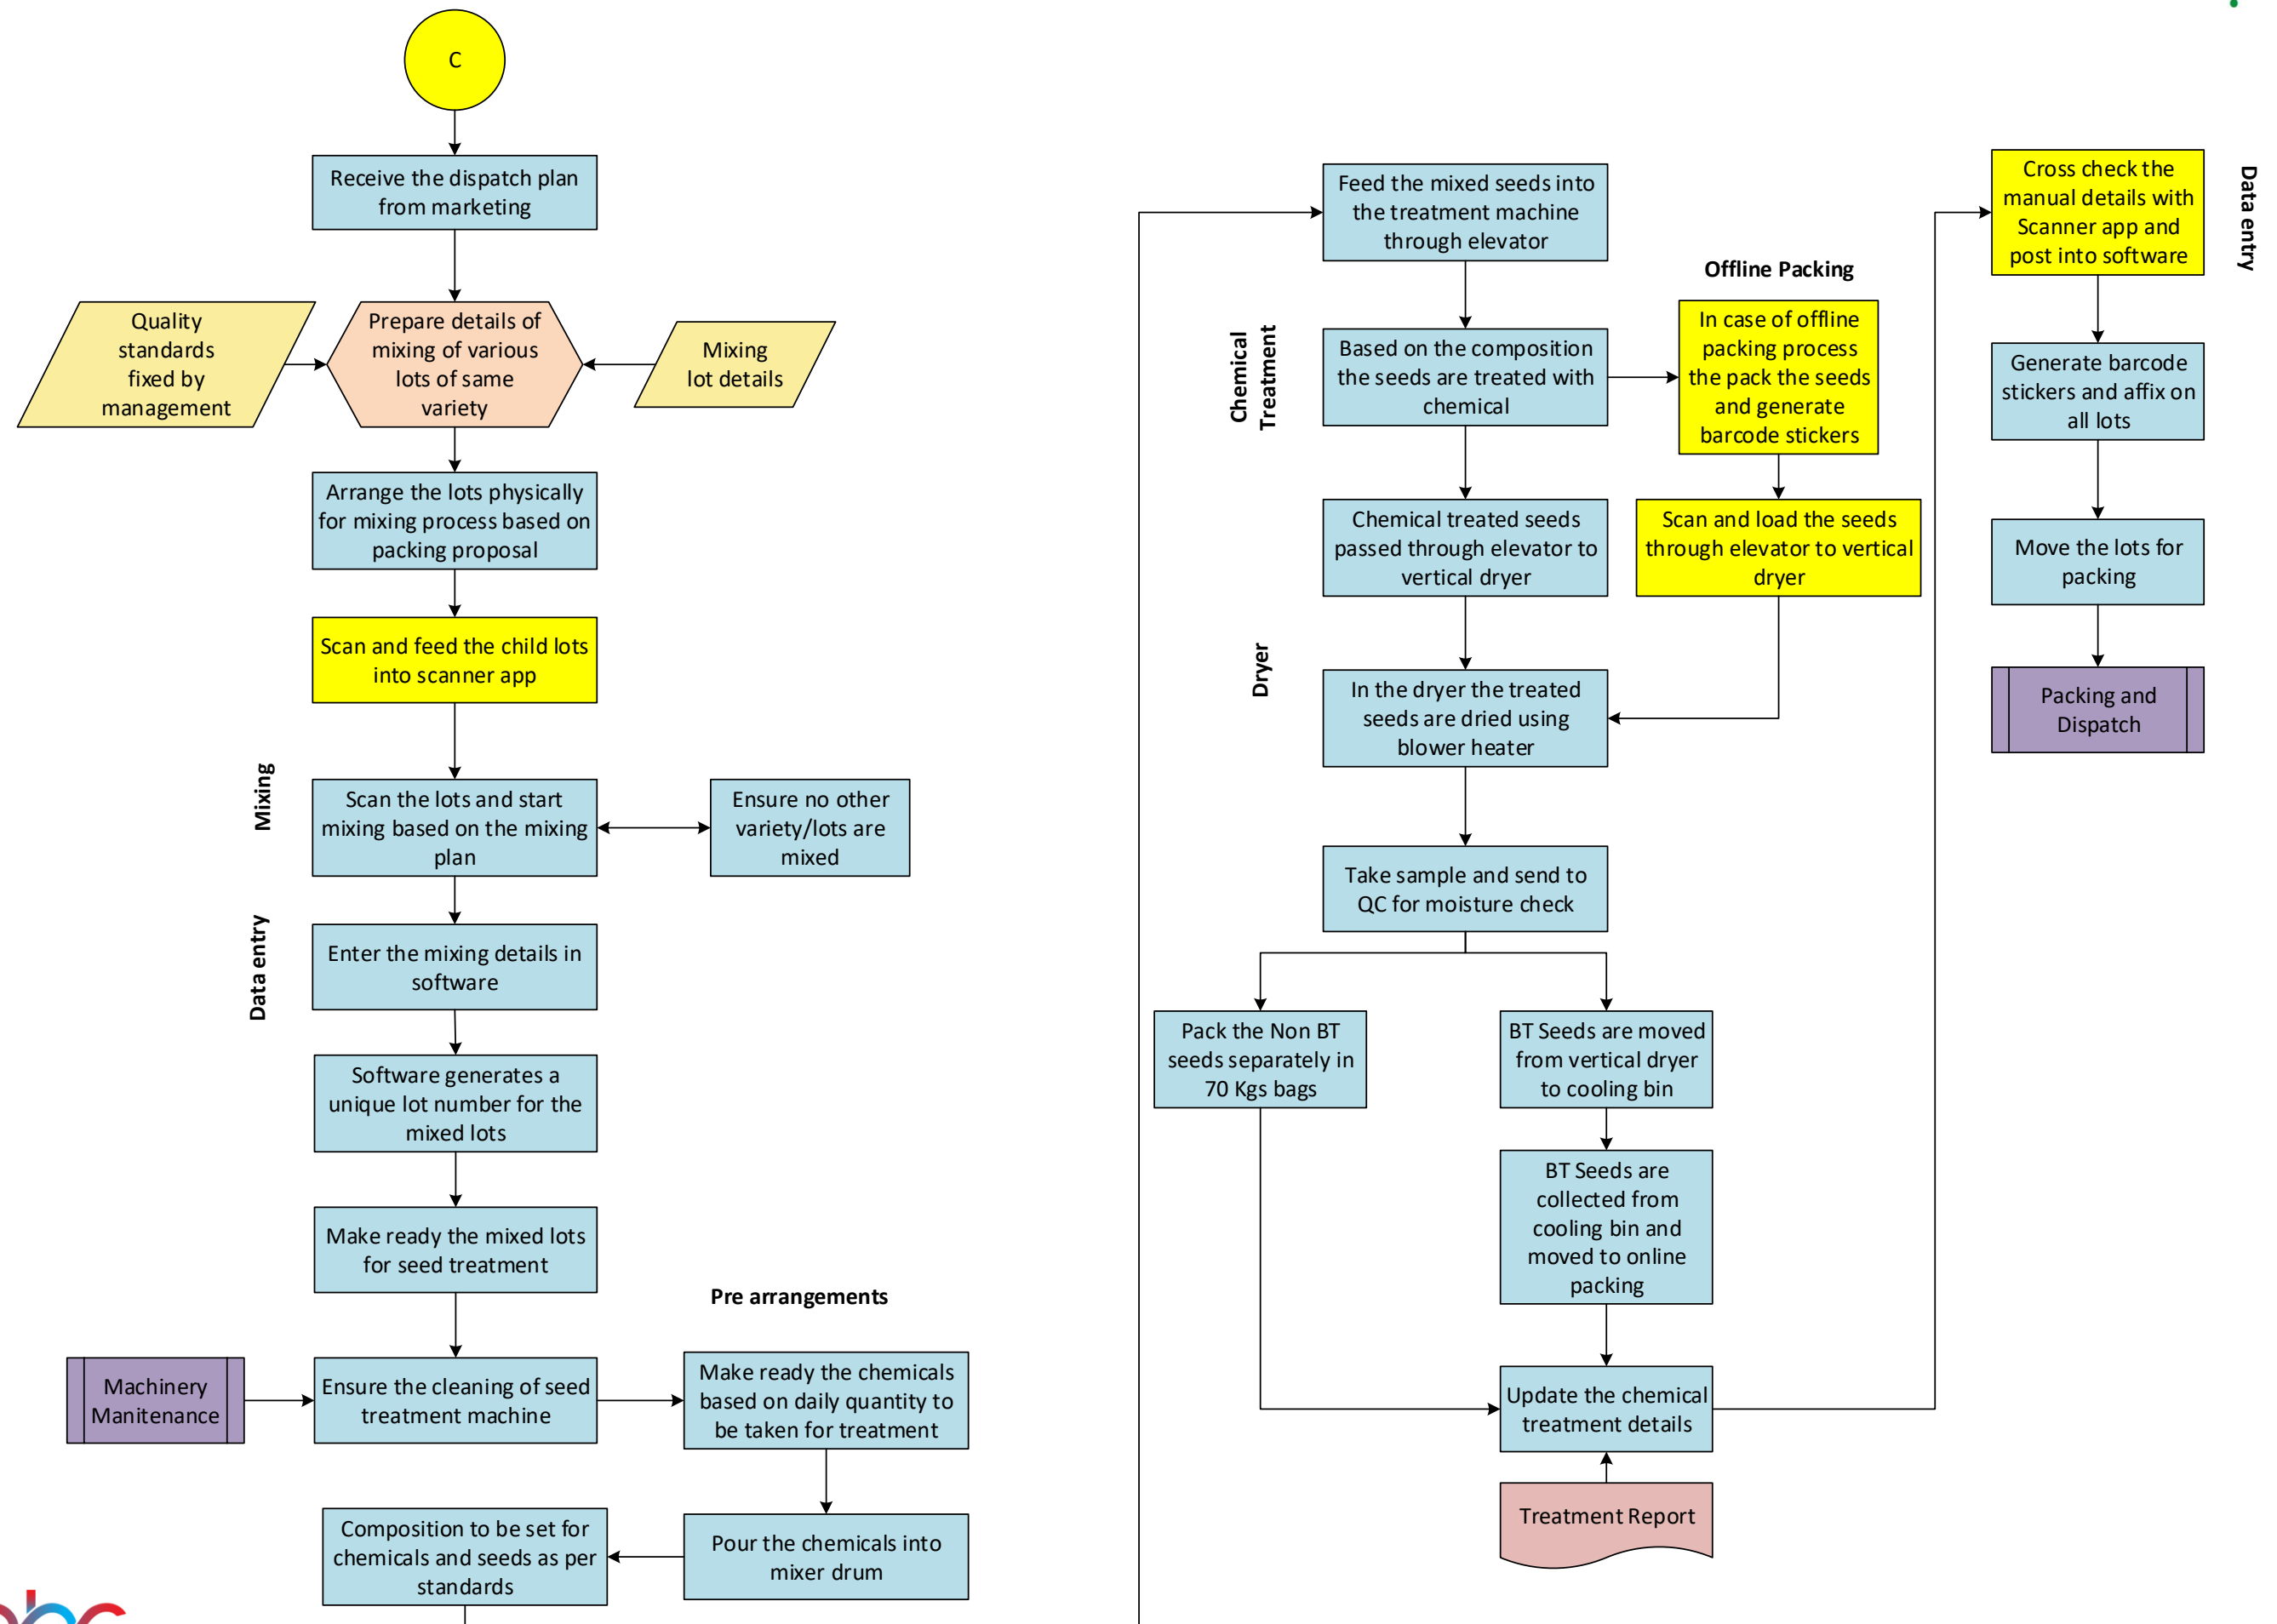 C
Receive the dispatch plan
from marketing
Quality
standards
fixed by
management
Prepare details of
mixing of various
lots of same
variety
Mixing
lot details
Arrange the lots physically
for mixing process based on
packing proposal
Scan and feed the child lots
into scanner app
Mixing
Scan the lots and start
mixing based on the mixing
plan
Ensure no other
variety/lots are
mixed
Data entry
Enter the mixing details in
software
Software generates a
unique lot number for the
mixed lots
Make ready the mixed lots
for seed treatment
Pre arrangements
Machinery
Manitenance
Ensure the cleaning of seed
treatment machine
Make ready the chemicals
based on daily quantity to
be taken for treatment
Pour the chemicals into
mixer drum
Composition to be set for
chemicals and seeds as per
standards
Feed the mixed seeds into
the treatment machine
through elevator
Chemical
Treatment
Based on the composition
the seeds are treated with
chemical
Offline Packing
In case of offline
packing process
the pack the seeds
and generate
barcode stickers
Chemical treated seeds
passed through elevator to
vertical dryer
Scan and load the seeds
through elevator to vertical
dryer
Dryer
In the dryer the treated
seeds are dried using
blower heater
Take sample and send to
QC for moisture check
Pack the Non BT
seeds separately in
70 Kgs bags
BT Seeds are moved
from vertical dryer
to cooling bin
BT Seeds are
collected from
cooling bin and
moved to online
packing
Update the chemical
treatment details
Treatment Report
Data entry
Cross check the
manual details with
Scanner app and
post into software
Generate barcode
stickers and affix on
all lots
Move the lots for
packing
Packing and
Dispatch